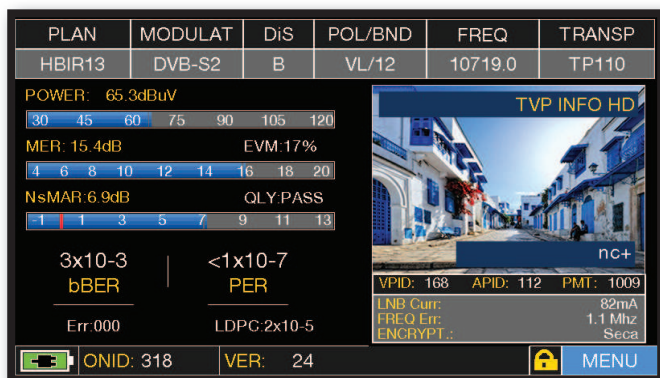 PLAN MODULAT DiS POL/BND FREQ TRANSP
HBIR13 DVB-S2 B VL/12 10719.0 TP110
POWER: 65.3dBuV
30 45 60 75 90 105 120
MER: 15.4dB EVM:17%
4 6 8 10 12 14 16 18 20
NsMAR:6.9dB QLY:PASS
-1 1 3 5 7 9 11 13
3x10-3 <1x10-7
bBER PER
Err:000 LDPC:2x10-5
TVP INFO HD
nc+
VPID: 168 APID: 112 PMT: 1009
LNB Curr: 82mA
FREQ Err: 1.1 Mhz
ENCRYPT.: Seca
ONID: 318 VER: 24 MENU